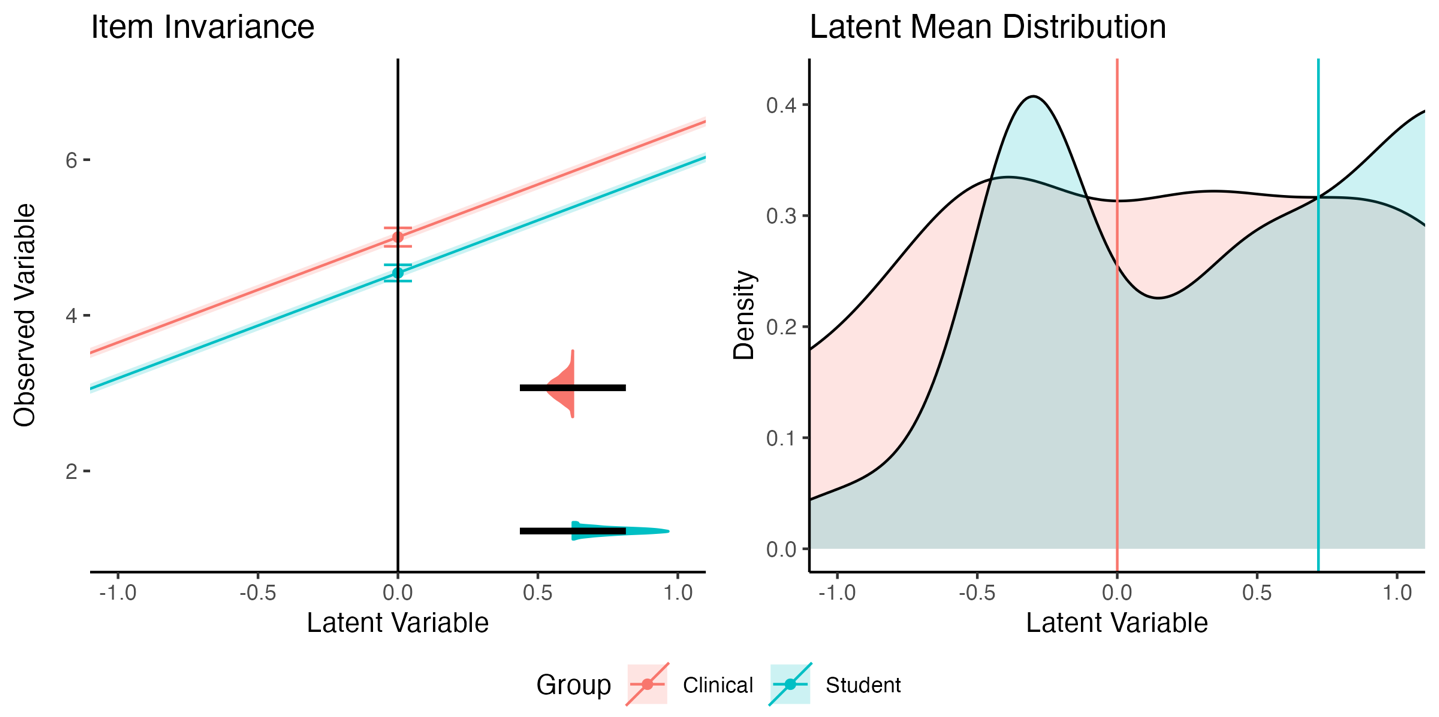 Item Invariance
Observed Variable
6
4
2
-1.0 -0.5 0.0 0.5 1.0
Latent Variable
Latent Mean Distribution
Density
0.4
0.3
0.2
0.1
0.0
-1.0 -0.5 0.0 0.5 1.0
Latent Variable
Group Clinical Student